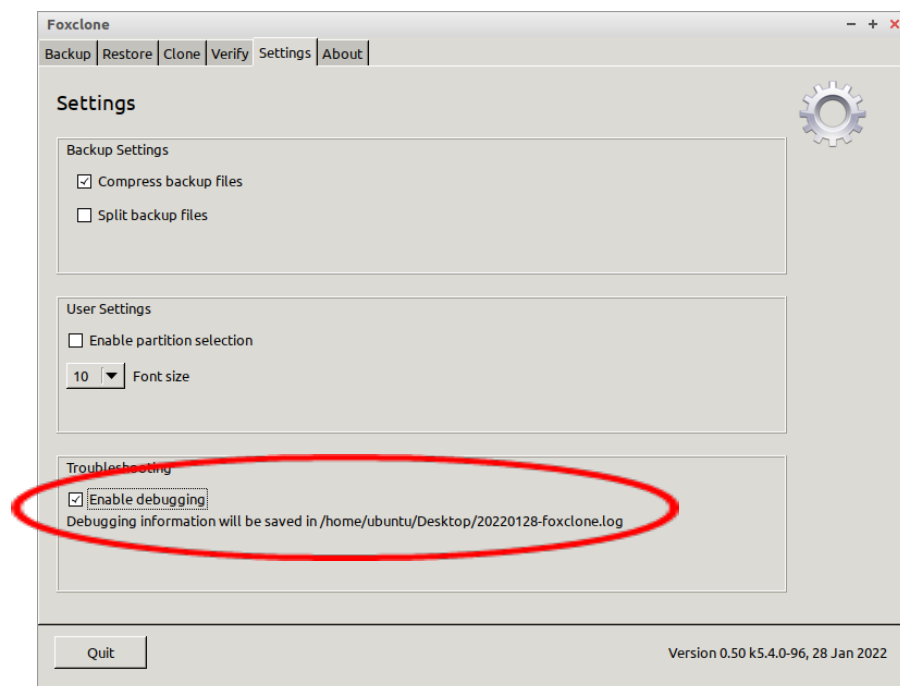 Foxclone
Backup Restore Clone Verify Settings About
Settings
Backup Settings
Compress backup files
Split backup files
User Settings
Enable partition selection
10 Font size
Troubleshooting
Enable debugging
Debugging information will be saved in /home/ubuntu/Desktop/20220128-foxclone.log
Quit
Version 0.50 k5.4.0-96, 28 Jan 2022